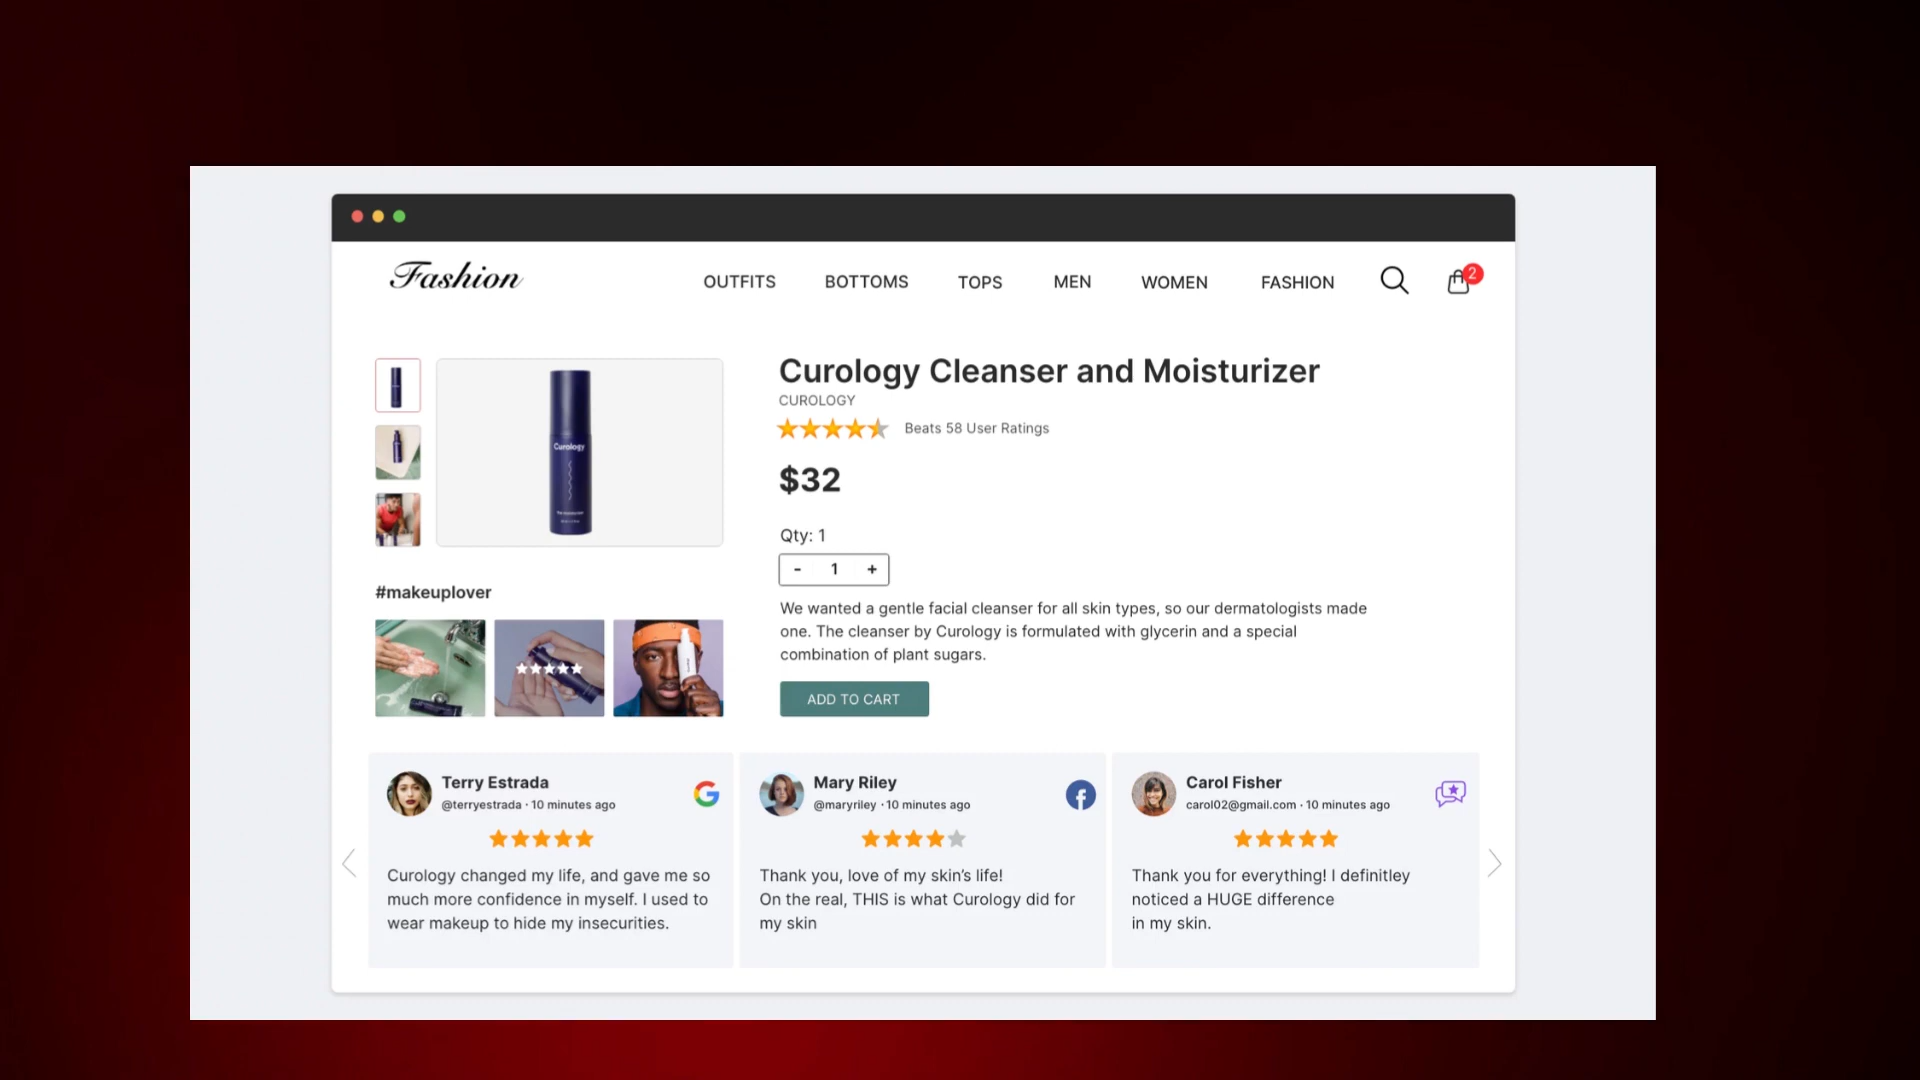 Fashion
OUTFITS
BOTTOMS
TOPS
MEN
WOMEN
FASHION
2
Curology Cleanser and Moisturizer
CUROLOGY
Beats 58 User Ratings
$32
Qty: 1
- 1 +
We wanted a gentle facial cleanser for all skin types, so our dermatologists made
one. The cleanser by Curology is formulated with glycerin and a special
combination of plant sugars.
ADD TO CART
Curology
#makeuplover
Terry Estrada
@terryestrada · 10 minutes ago
Curology changed my life, and gave me so
much more confidence in myself. I used to
wear makeup to hide my insecurities.
Mary Riley
@maryriley · 10 minutes ago
Thank you, love of my skin’s life!
On the real, THIS is what Curology did for
my skin
Carol Fisher
carol02@gmail.com · 10 minutes ago
Thank you for everything! I definitley
noticed a HUGE difference
in my skin.